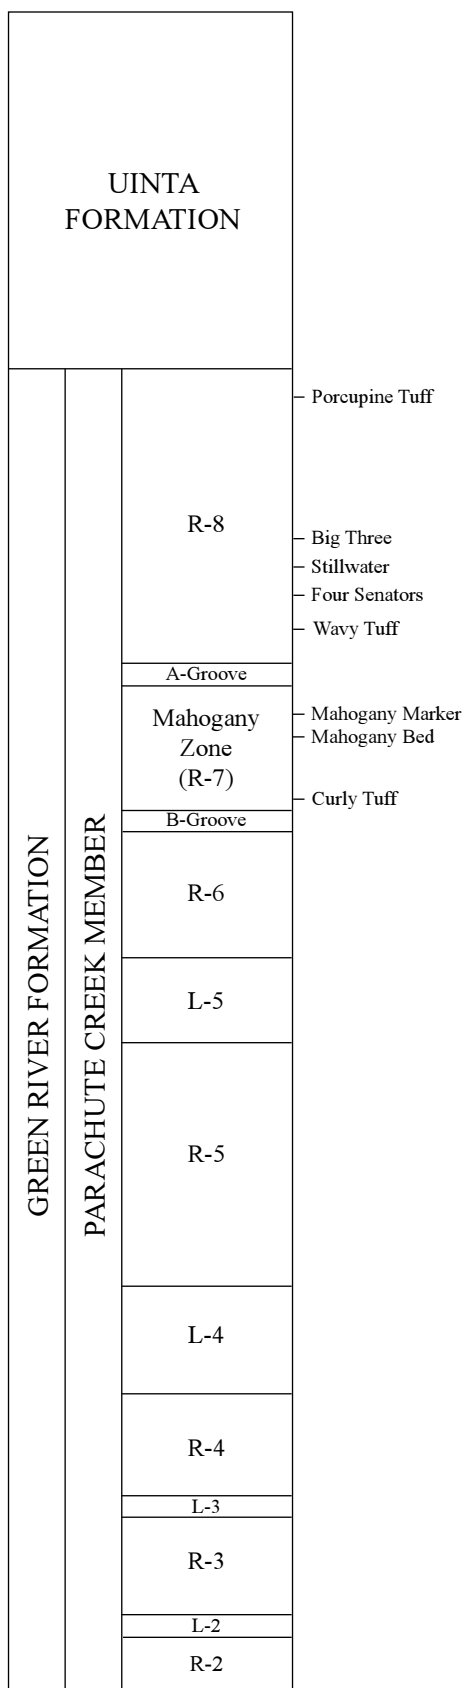 UINTA
FORMATION
Porcupine Tuff
R-8
Big Three
Stillwater
Four Senators
Wavy Tuff
A-Groove
Mahogany
Zone
(R-7)
Mahogany Marker
Mahogany Bed
Curly Tuff
B-Groove
GREEN RIVER FORMATION
PARACHUTE CREEK MEMBER
R-6
L-5
R-5
L-4
R-4
L-3
R-3
L-2
R-2